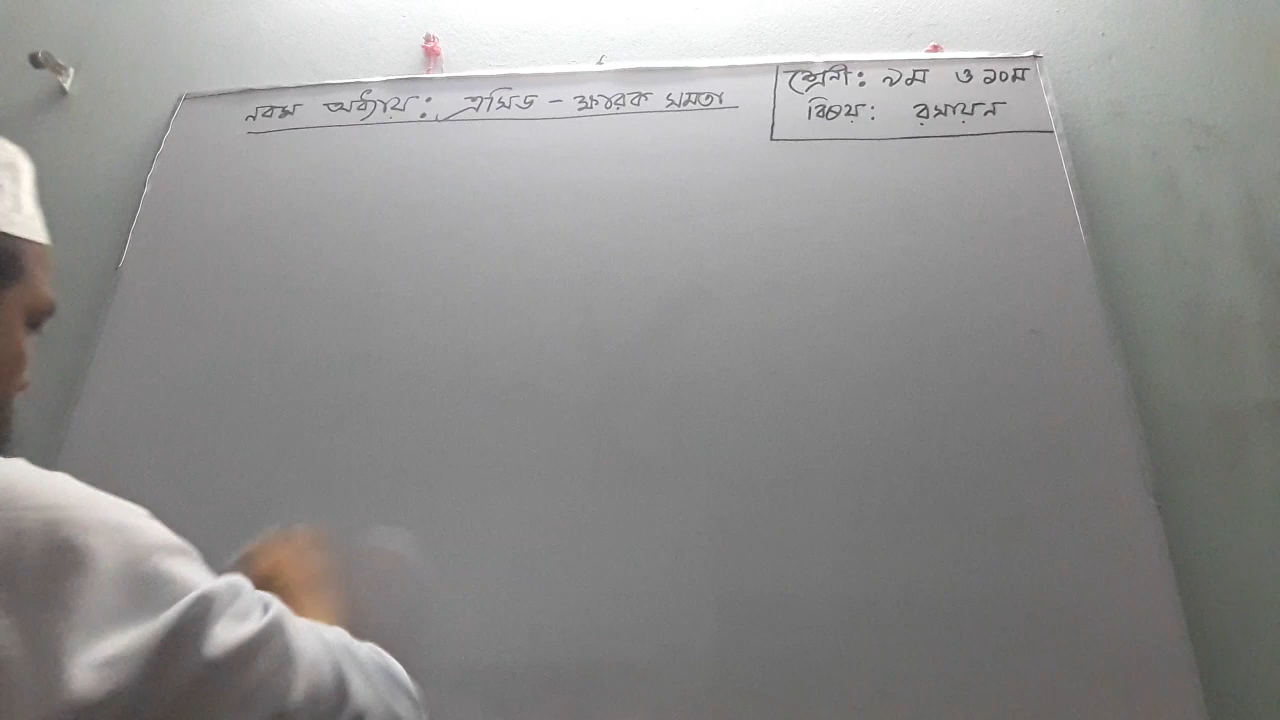 নবম অধ্যায়: এসিড - ক্ষারক সমতা
শ্রেনী: ৯ম ও ১০ম
বিষয়: রসায়ন